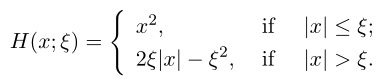 H(x; ξ) = { x², if |x| ≤ ξ;
2ξ|x| − ξ², if |x| > ξ.